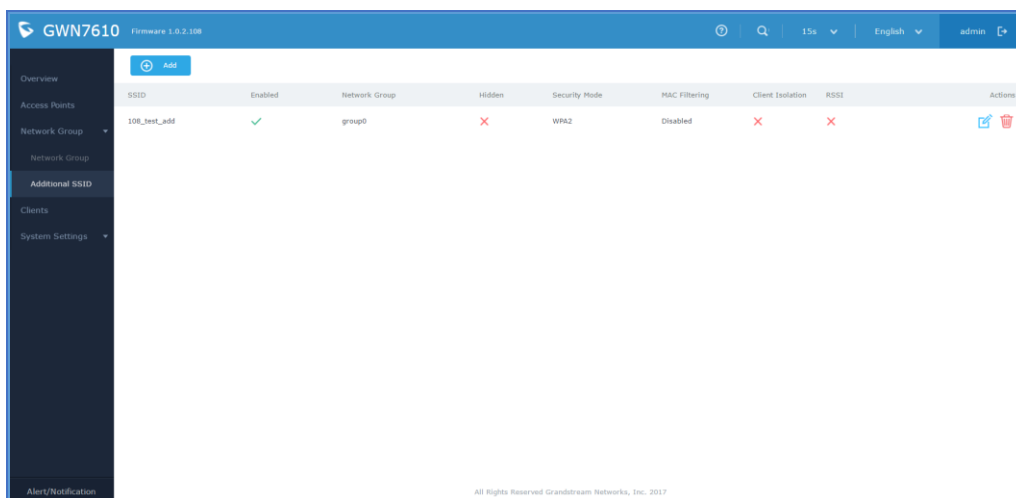 GWN7610 Firmware 1.0.2.108 15s English admin
Overview
Access Points
Network Group
Network Group
Additional SSID
Clients
System Settings
Alert/Notification
Add
SSID Enabled Network Group Hidden Security Mode MAC Filtering Client Isolation RSSI Actions
108_test_add group0 WPA2 Disabled
All Rights Reserved Grandstream Networks, Inc. 2017